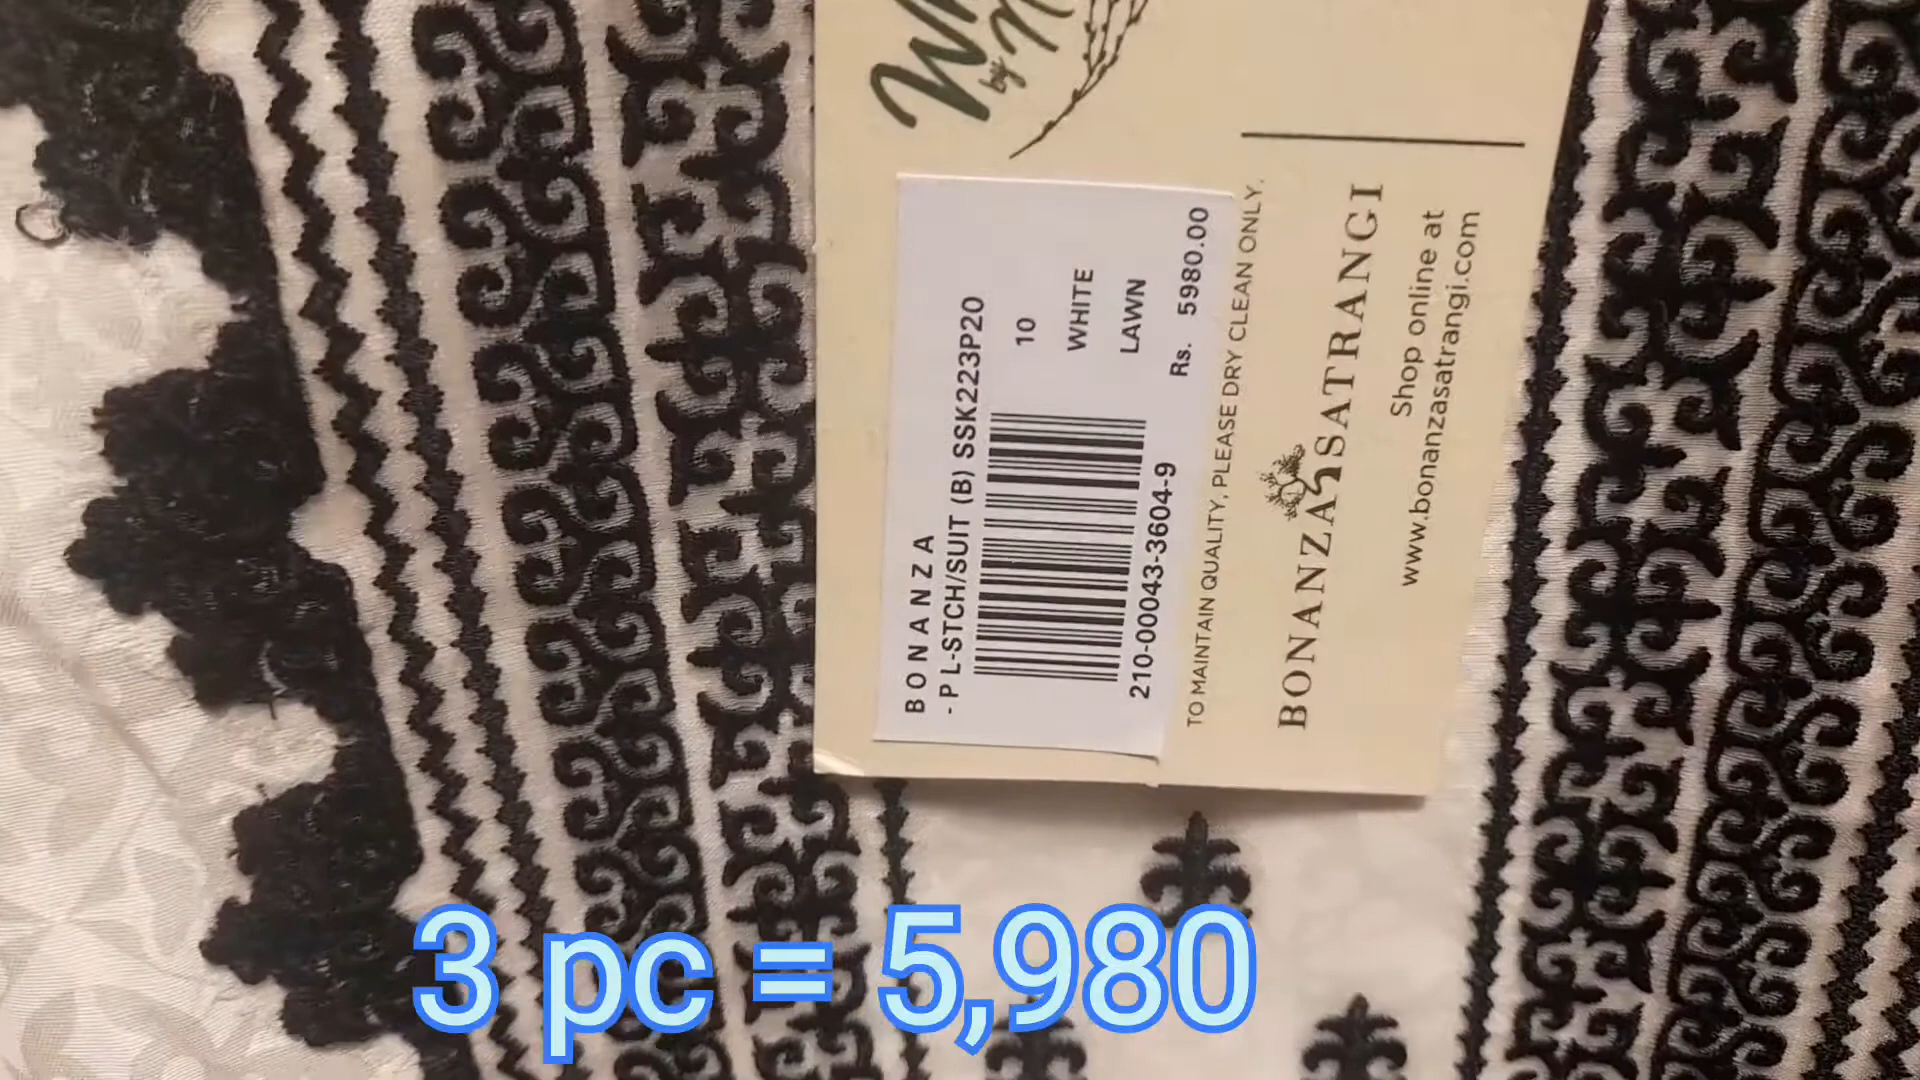 by
BONANZA
- P L-STCH/SUIT (B) SSK223P20
10
WHITE
LAWN
Rs. 5980.00
210-00043-3604-9
TO MAINTAIN QUALITY, PLEASE DRY CLEAN ONLY.
BONANZA SATRANGI
Shop online at
www.bonanzasatrangi.com
3 pc = 5,980